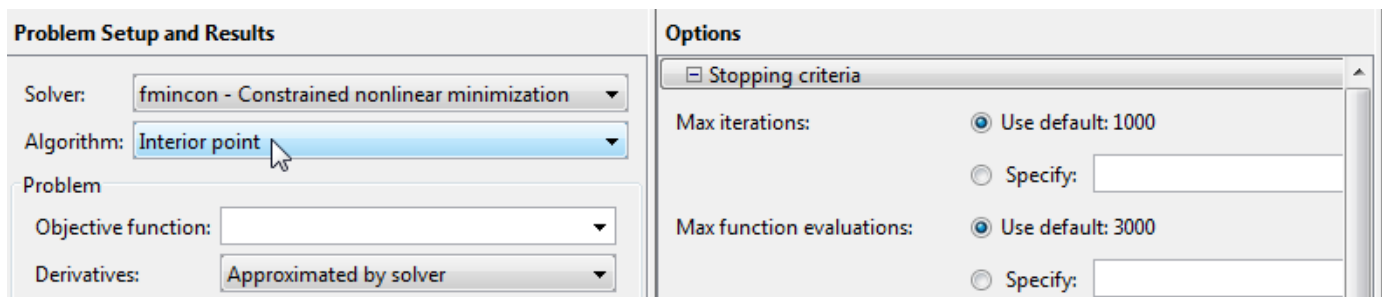 Problem Setup and Results
Solver: fmincon - Constrained nonlinear minimization
Algorithm: Interior point
Problem
Objective function:
Derivatives: Approximated by solver
Options
Stopping criteria
Max iterations: Use default: 1000
Specify:
Max function evaluations: Use default: 3000
Specify: